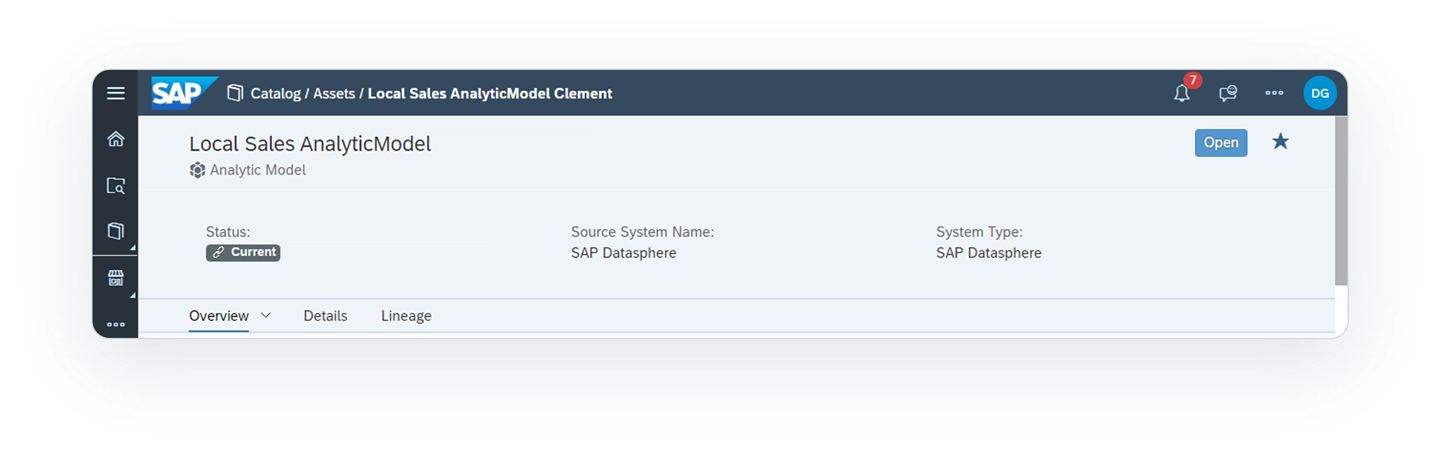 SAP Catalog / Assets / Local Sales AnalyticModel Clement 7 DG
Local Sales AnalyticModel Open
Analytic Model
Status: Source System Name: System Type:
Current SAP Datasphere SAP Datasphere
Overview Details Lineage